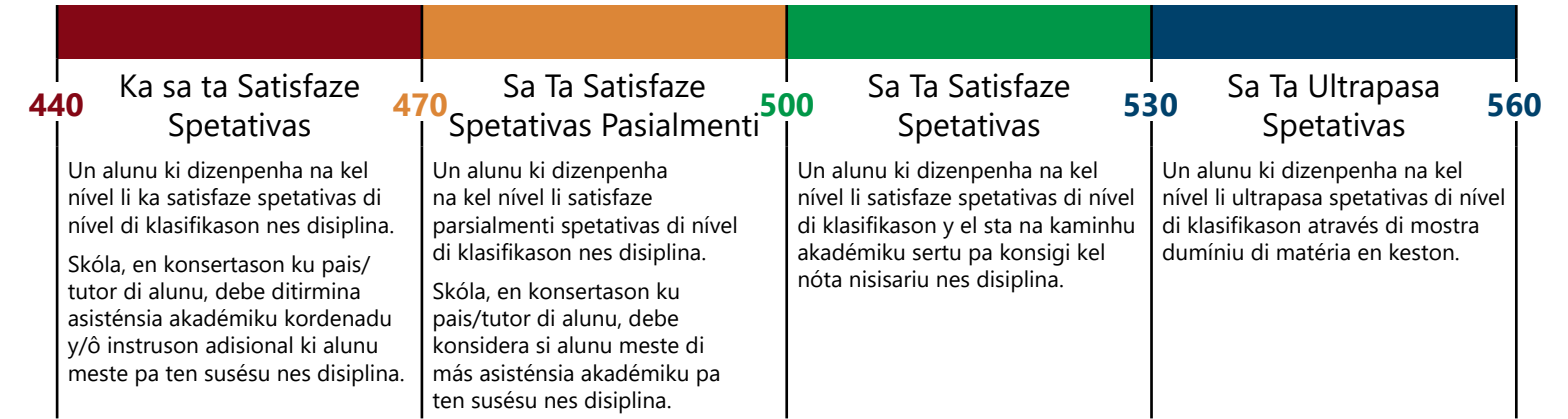 440
Ka sa ta Satisfaze
Spetativas
470
Sa Ta Satisfaze
Spetativas Pasialmenti
500
Sa Ta Satisfaze
Spetativas
530
Sa Ta Ultrapasa
Spetativas
560
Un alunu ki dizenpenha na kel
nível li ka satisfaze spetativas di
nível di klasifikason nes disiplina.
Skóla, en konsertason ku pais/
tutor di alunu, debe ditirmina
asisténsia akadémiku kordenadu
y/ô instruson adisional ki alunu
meste pa ten susésu nes disiplina.
Un alunu ki dizenpenha
na kel nível li satisfaze
parsialmenti spetativas di nível
di klasifikason nes disiplina.
Skóla, en konsertason ku
pais/tutor di alunu, debe
konsidera si alunu meste di
más asisténsia akadémiku pa
ten susésu nes disiplina.
Un alunu ki dizenpenha na kel
nível li satisfaze spetativas di nível
di klasifikason y el sta na kaminhu
akadémiku sertu pa konsigi kel
nóta nisisariu nes disiplina.
Un alunu ki dizenpenha na kel
nível li ultrapasa spetativas di nível
di klasifikason através di mostra
dumíniu di matéria en keston.